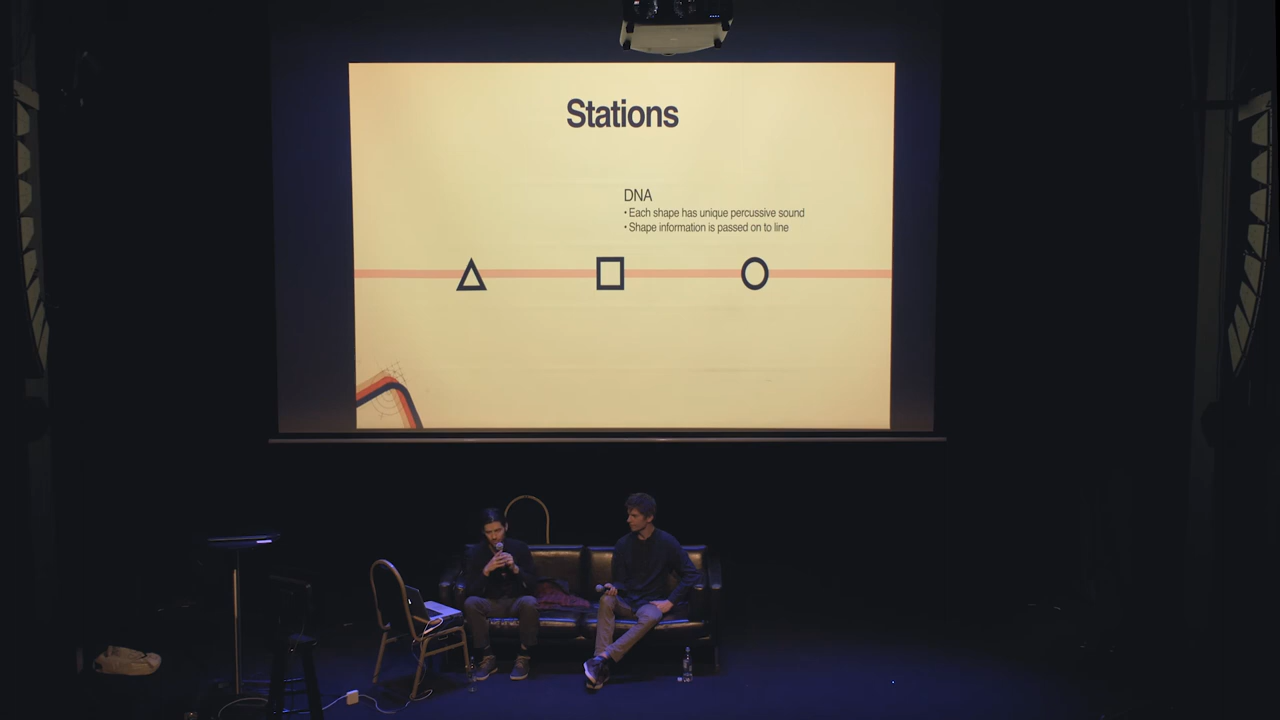 Stations
DNA
• Each shape has unique percussive sound
• Shape information is passed on to line